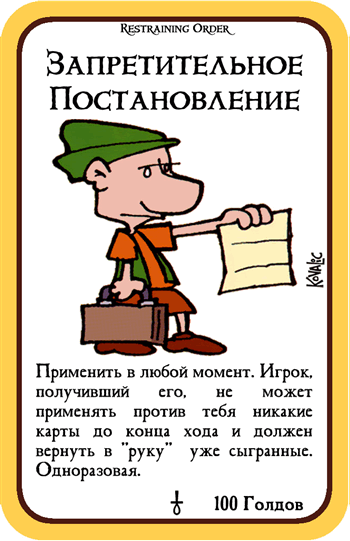 Restraining Order
Запретительное
Постановление
Kovalic
Применить в любой момент. Игрок,
получивший его, не может
применять против тебя никакие
карты до конца хода и должен
вернуть в "руку" уже сыгранные.
Одноразовая.
100 Голдов